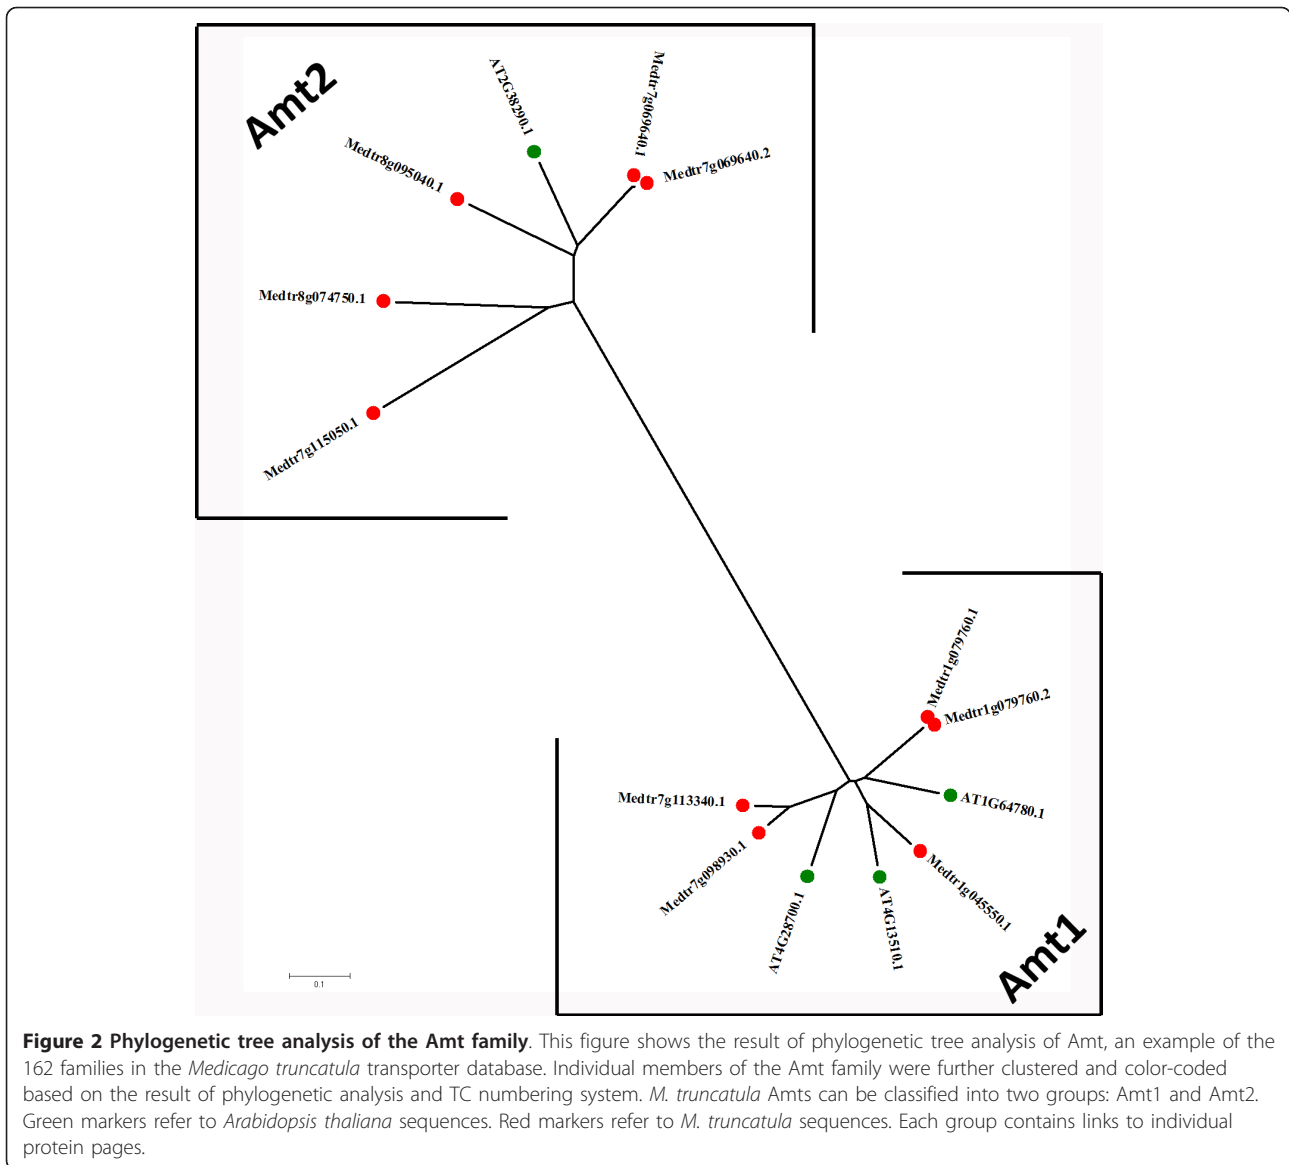 Amt2
AT2G38290.1
Medtr7g069640.1
Medtr7g069640.2
Medtr8g095040.1
Medtr8g074750.1
Medtr7g115050.1
Medtr1g079760.1
Medtr1g079760.2
Medtr7g113340.1
AT1G64780.1
Medtr7g098930.1
Medtr1g045550.1
AT4G28700.1
AT4G13510.1
Amt1
0.1
Figure 2 Phylogenetic tree analysis of the Amt family. This figure shows the result of phylogenetic tree analysis of Amt, an example of the
162 families in the Medicago truncatula transporter database. Individual members of the Amt family were further clustered and color-coded
based on the result of phylogenetic analysis and TC numbering system. M. truncatula Amts can be classified into two groups: Amt1 and Amt2.
Green markers refer to Arabidopsis thaliana sequences. Red markers refer to M. truncatula sequences. Each group contains links to individual
protein pages.